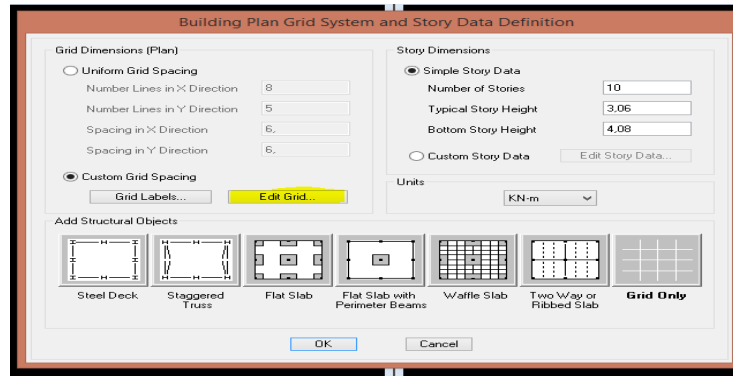 Building Plan Grid System and Story Data Definition
Grid Dimensions (Plan)
Uniform Grid Spacing
Number Lines in X Direction 8
Number Lines in Y Direction 5
Spacing in X Direction 6,
Spacing in Y Direction 6,
Custom Grid Spacing
Grid Labels... Edit Grid...
Story Dimensions
Simple Story Data
Number of Stories 10
Typical Story Height 3,06
Bottom Story Height 4,08
Custom Story Data Edit Story Data...
Units
KN-m
Add Structural Objects
Steel Deck
Staggered
Truss
Flat Slab
Flat Slab with
Perimeter Beams
Waffle Slab
Two Way or
Ribbed Slab
Grid Only
OK Cancel